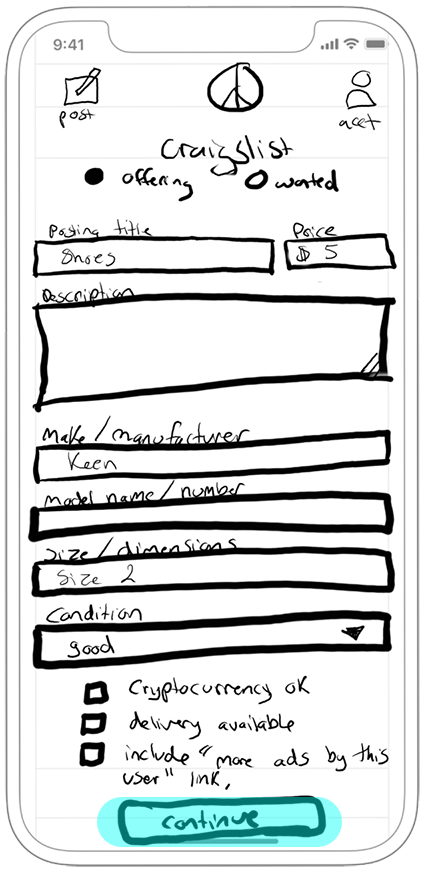 9:41
post
acct
Craigslist
offering wanted
Posting title Price
Shoes $ 5
Description
Make / manufacturer
Keen
Model name / number
Size / dimensions
Size 2
Condition
good
Cryptocurrency ok
delivery available
include "more ads by this
user" link.
continue